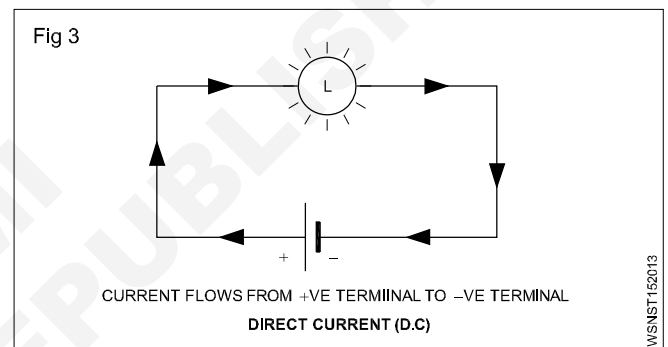 Fig 3
L
+ –
CURRENT FLOWS FROM +VE TERMIINAL TO –VE TERMINAL
DIRECT CURRENT (D.C)
WSNST152013